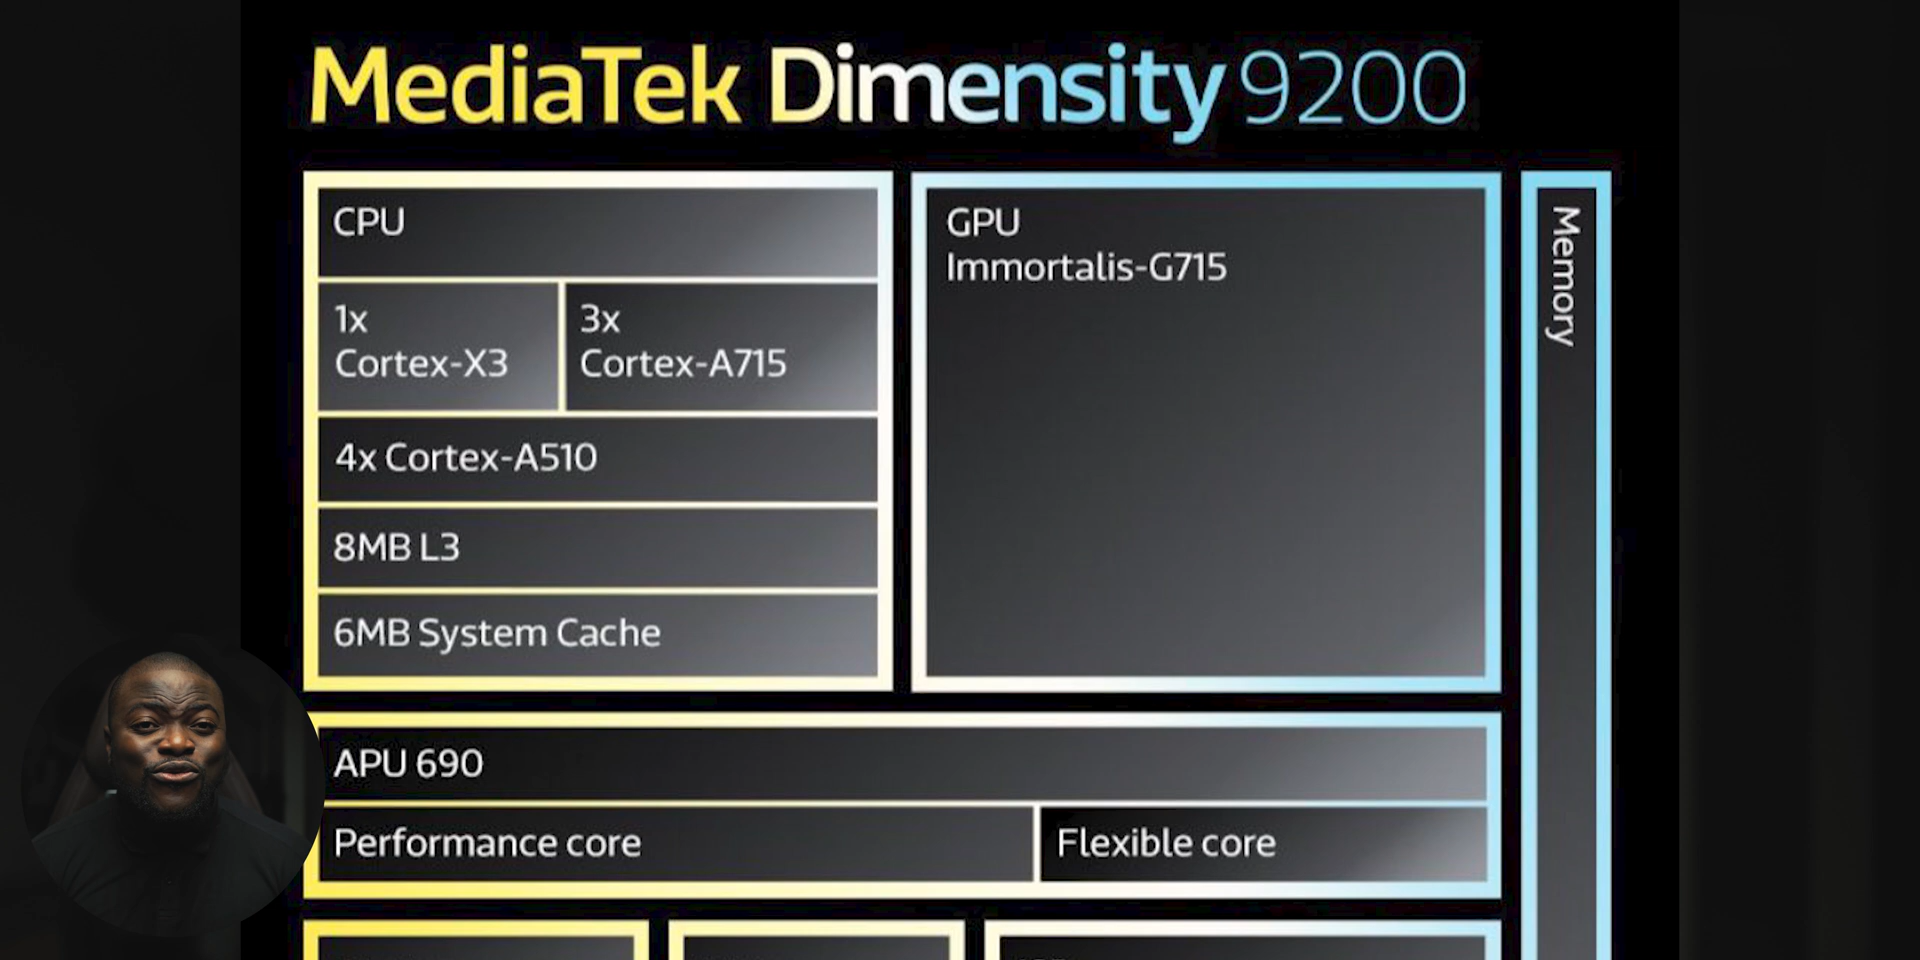 MediaTek Dimensity 9200
CPU
1x
Cortex-X3
3x
Cortex-A715
4x Cortex-A510
8MB L3
6MB System Cache
GPU
Immortalis-G715
Memory
APU 690
Performance core
Flexible core